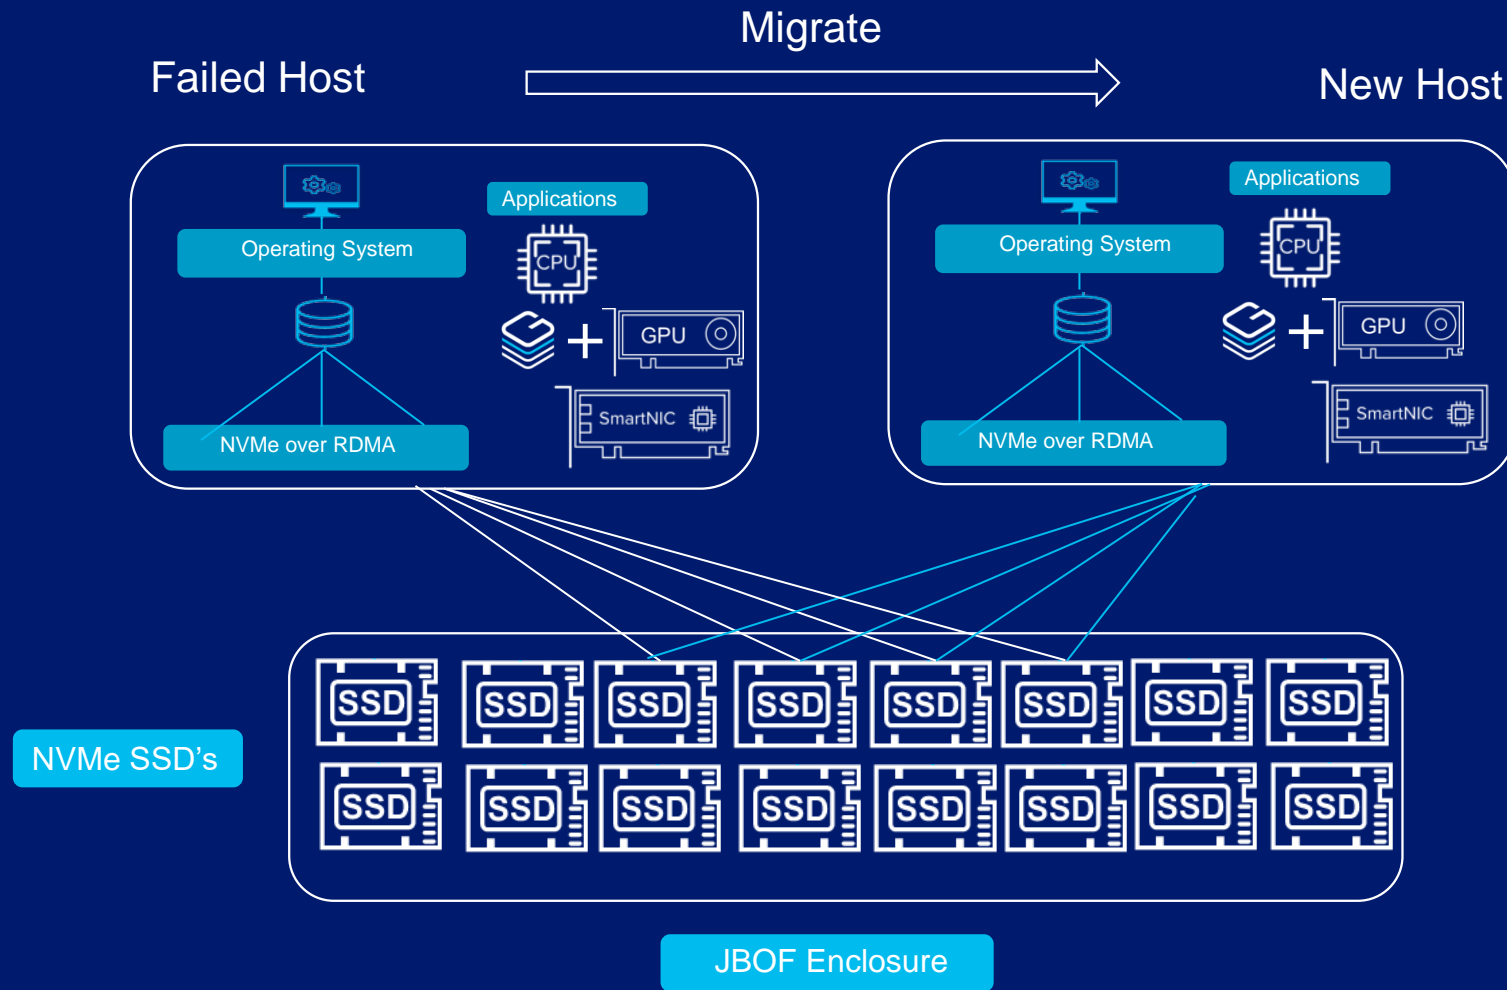 Migrate
Failed Host
New Host
Applications
Operating System
CPU
GPU
SmartNIC
NVMe over RDMA
Applications
Operating System
CPU
GPU
SmartNIC
NVMe over RDMA
SSD SSD SSD SSD SSD SSD SSD SSD
NVMe SSD's
SSD SSD SSD SSD SSD SSD SSD SSD
JBOF Enclosure